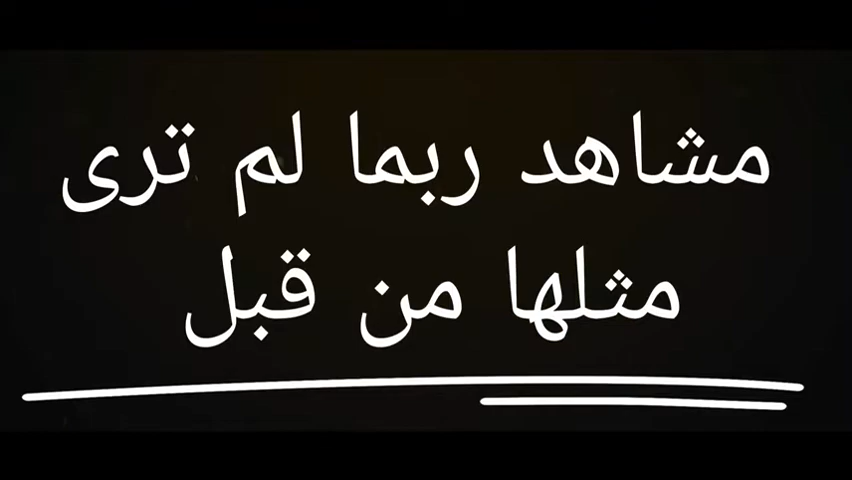 مشاهد ربما لم ترى
مثلها من قبل